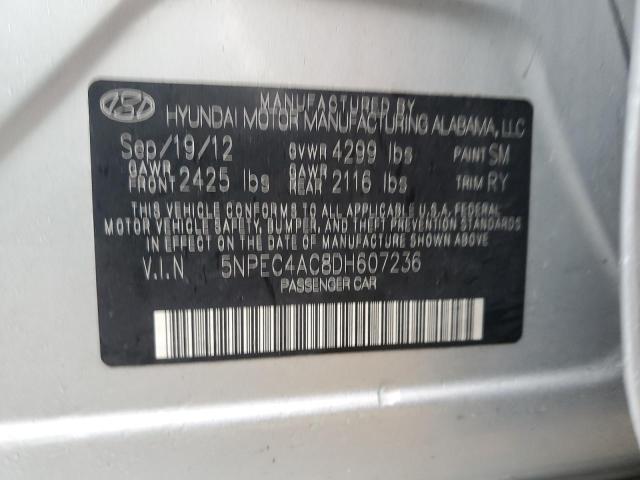 MANUFACTURED BY
HYUNDAI MOTOR MANUFACTURING ALABAMA, LLC
Sep/19/12 GVWR 4299 lbs PAINT SM
GAWR FRONT 2425 lbs GAWR REAR 2116 lbs TRIM RY
THIS VEHICLE CONFORMS TO ALL APPLICABLE U.S.A. FEDERAL
MOTOR VEHICLE SAFETY, BUMPER, AND THEFT PREVENTION
STANDARDS IN EFFECT ON THE DATE OF MANUFACTURE SHOWN ABOVE.
V.I.N 5NPEC4AC8DH607236
PASSENGER CAR